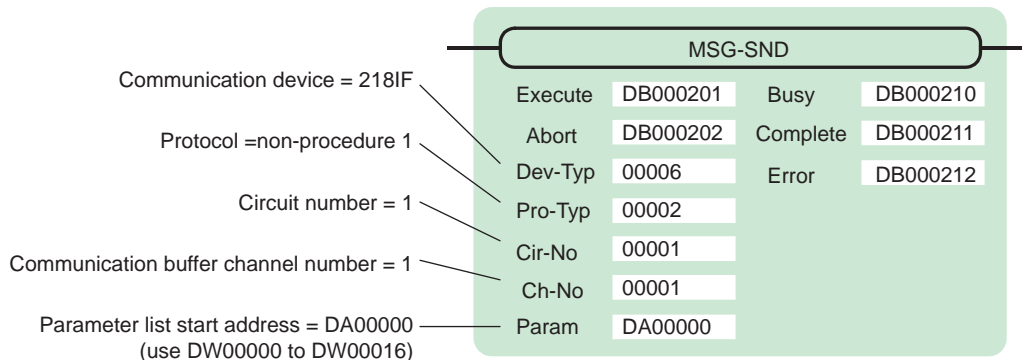 MSG-SND
Communication device = 218IF
Execute DB000201 Busy DB000210
Protocol =non-procedure 1
Abort DB000202 Complete DB000211
Dev-Typ 00006 Error DB000212
Circuit number = 1
Pro-Typ 00002
Cir-No 00001
Communication buffer channel number = 1
Ch-No 00001
Parameter list start address = DA00000
(use DW00000 to DW00016)
Param DA00000